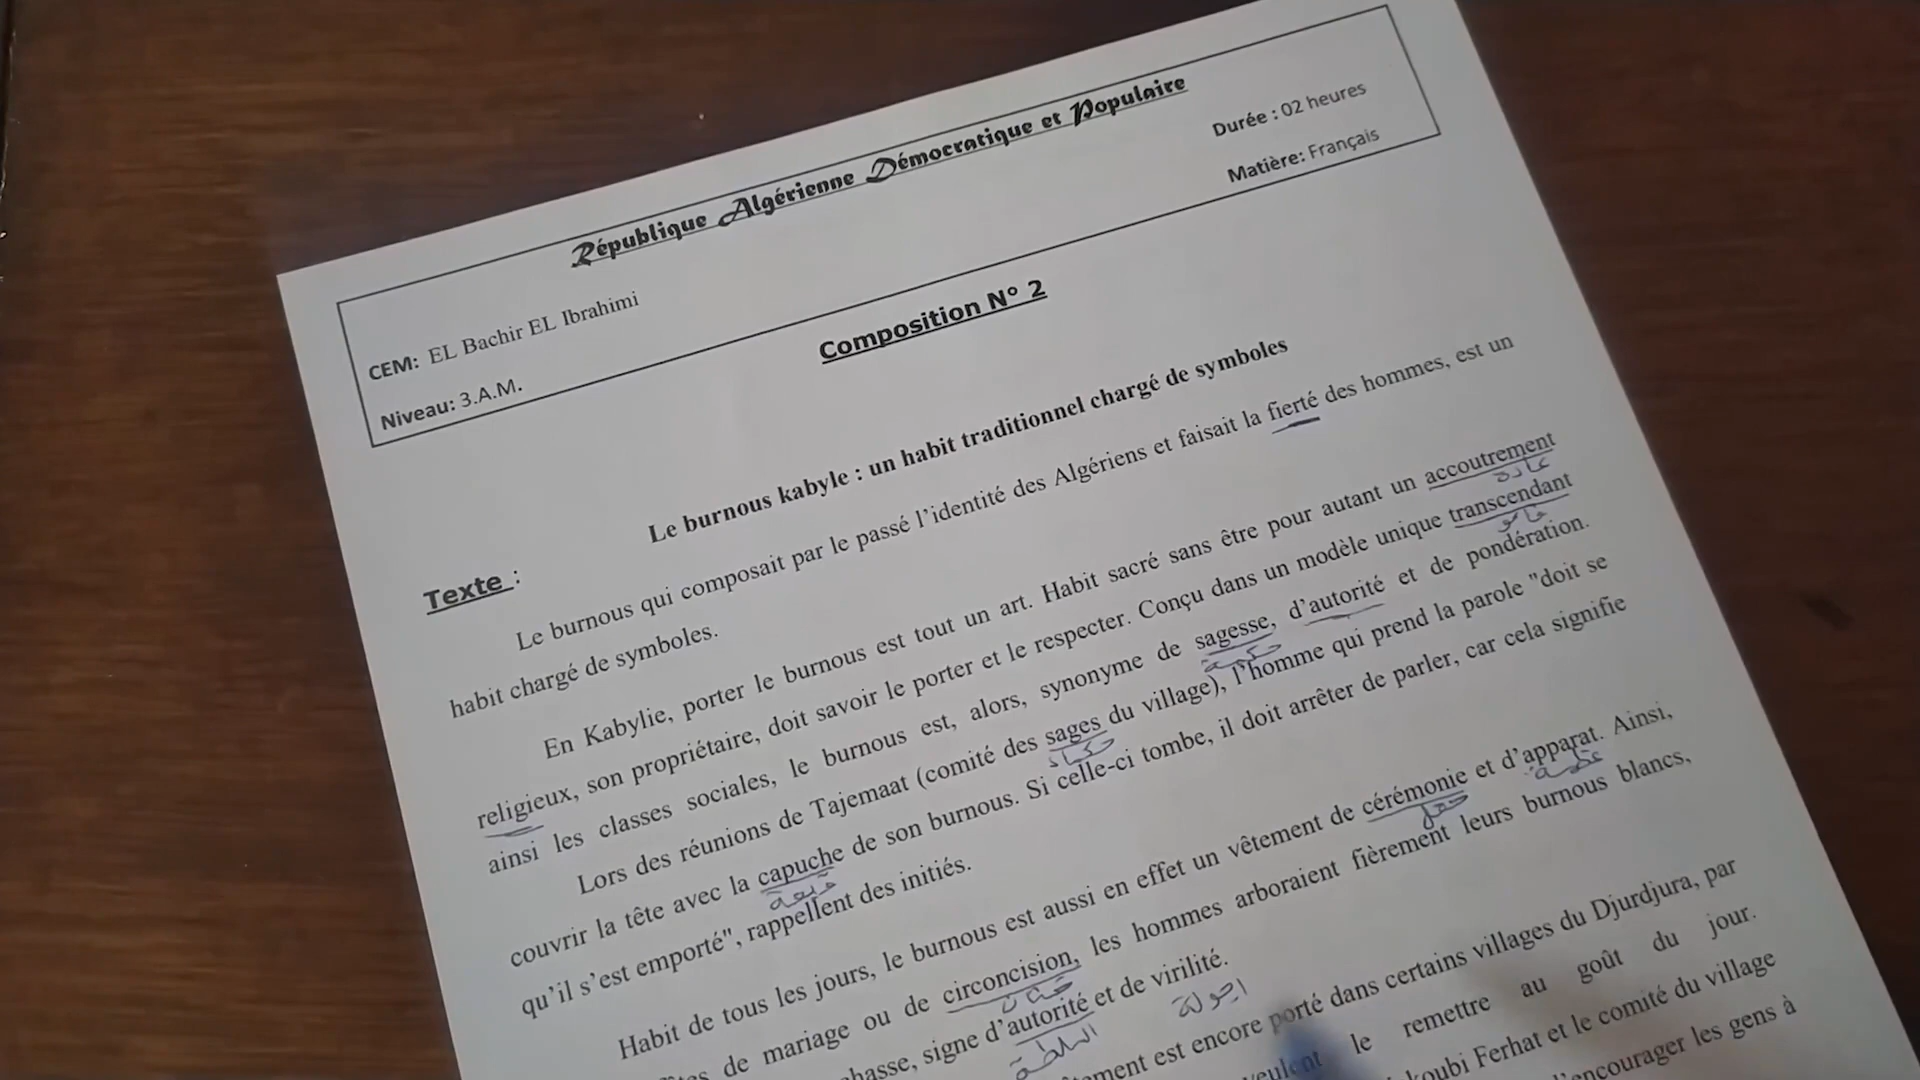 République Algérienne Démocratique et Populaire
CEM: EL Bachir EL Ibrahimi
Durée : 02 heures
Niveau: 3.A.M.
Matière: Français
Composition N° 2
Le burnous kabyle : un habit traditionnel chargé de symboles
Texte :
Le burnous qui composait par le passé l'identité des Algériens et faisait la fierté des hommes, est un
habit chargé de symboles.
En Kabylie, porter le burnous est tout un art. Habit sacré sans être pour autant un accoutrement
عادة
religieux, son propriétaire, doit savoir le porter et le respecter. Conçu dans un modèle unique transcendant
ainsi les classes sociales, le burnous est, alors, synonyme de sagesse, d'autorité et de pondération.
حكمة
Lors des réunions de Tajemaat (comité des sages du village), l'homme qui prend la parole "doit se
حكماء
couvrir la tête avec la capuche de son burnous. Si celle-ci tombe, il doit arrêter de parler, car cela signifie
قبعة
qu'il s'est emporté", rappellent des initiés.
Habit de tous les jours, le burnous est aussi en effet un vêtement de cérémonie et d'apparat. Ainsi,
حفل
عظمة
de mariage ou de circoncision, les hommes arboraient fièrement leurs burnous blancs,
ختان
signe d'autorité et de virilité.
السلطة
est encore porté dans certains villages du Djurdjura, par
le remettre au goût du jour.
Ferhat et le comité du village
les gens à